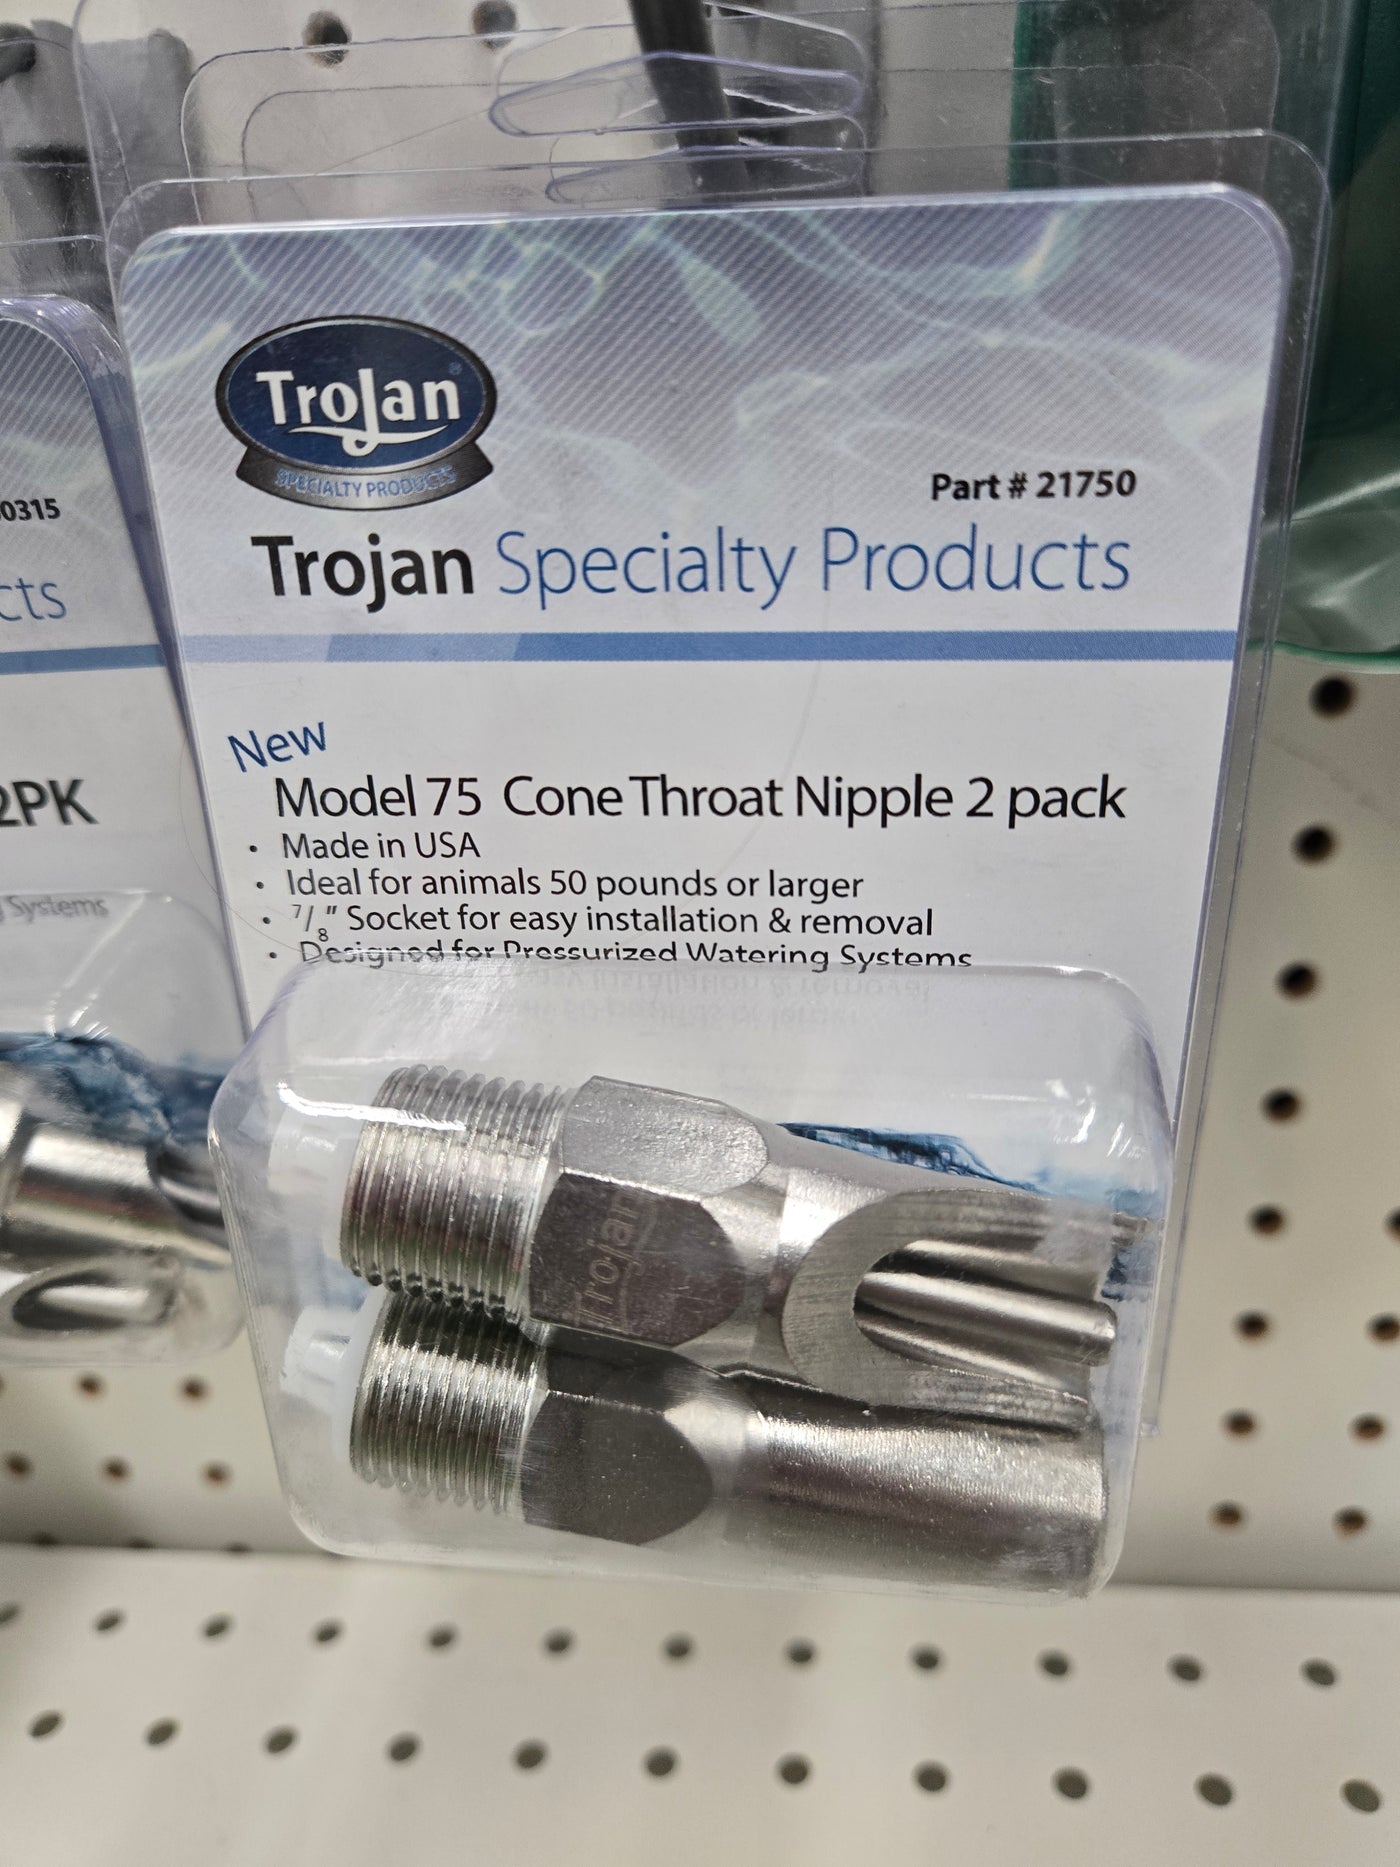 Trojan
SPECIALTY PRODUCTS
Part # 21750
Trojan Specialty Products
New
Model 75 Cone Throat Nipple 2 pack
• Made in USA
• Ideal for animals 50 pounds or larger
• 7/8" Socket for easy installation & removal
• Designed for Pressurized Watering Systems
Trojan
0315
cts
2PK
Systems